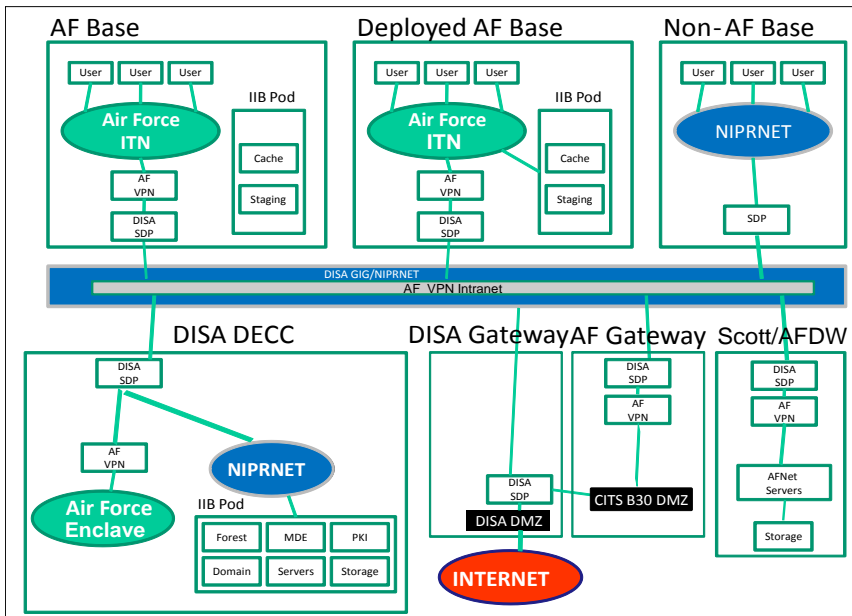 AF Base
User
User
User
Air Force
ITN
AF
VPN
DISA
SDP
IIB Pod
Cache
Staging
Deployed AF Base
User
User
User
Air Force
ITN
AF
VPN
DISA
SDP
IIB Pod
Cache
Staging
Non-AF Base
User
User
User
NIPRNET
SDP
DISA GIG/NIPRNET
AF VPN Intranet
DISA DECC
DISA
SDP
AF
VPN
Air Force
Enclave
NIPRNET
IIB Pod
Forest
MDE
PKI
Domain
Servers
Storage
DISA Gateway
DISA
SDP
DISA DMZ
INTERNET
AF Gateway
DISA
SDP
AF
VPN
CITS B30 DMZ
Scott/AFDW
DISA
SDP
AF
VPN
AFNet
Servers
Storage